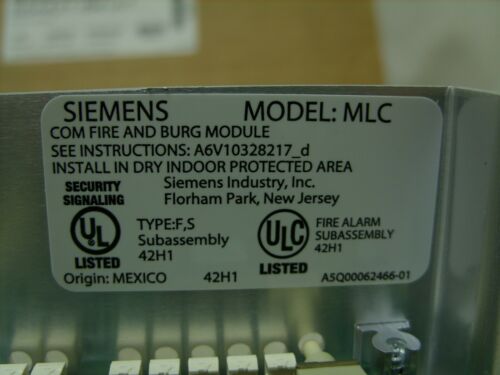 SIEMENS MODEL: MLC
COM FIRE AND BURG MODULE
SEE INSTRUCTIONS: A6V10328217_d
INSTALL IN DRY INDOOR PROTECTED AREA
SECURITY
SIGNALING
Siemens Industry, Inc.
Florham Park, New Jersey
UL
LISTED
TYPE:F,S
Subassembly
42H1
ULC
LISTED
FIRE ALARM
SUBASSEMBLY
42H1
Origin: MEXICO 42H1 A5Q00062466-01